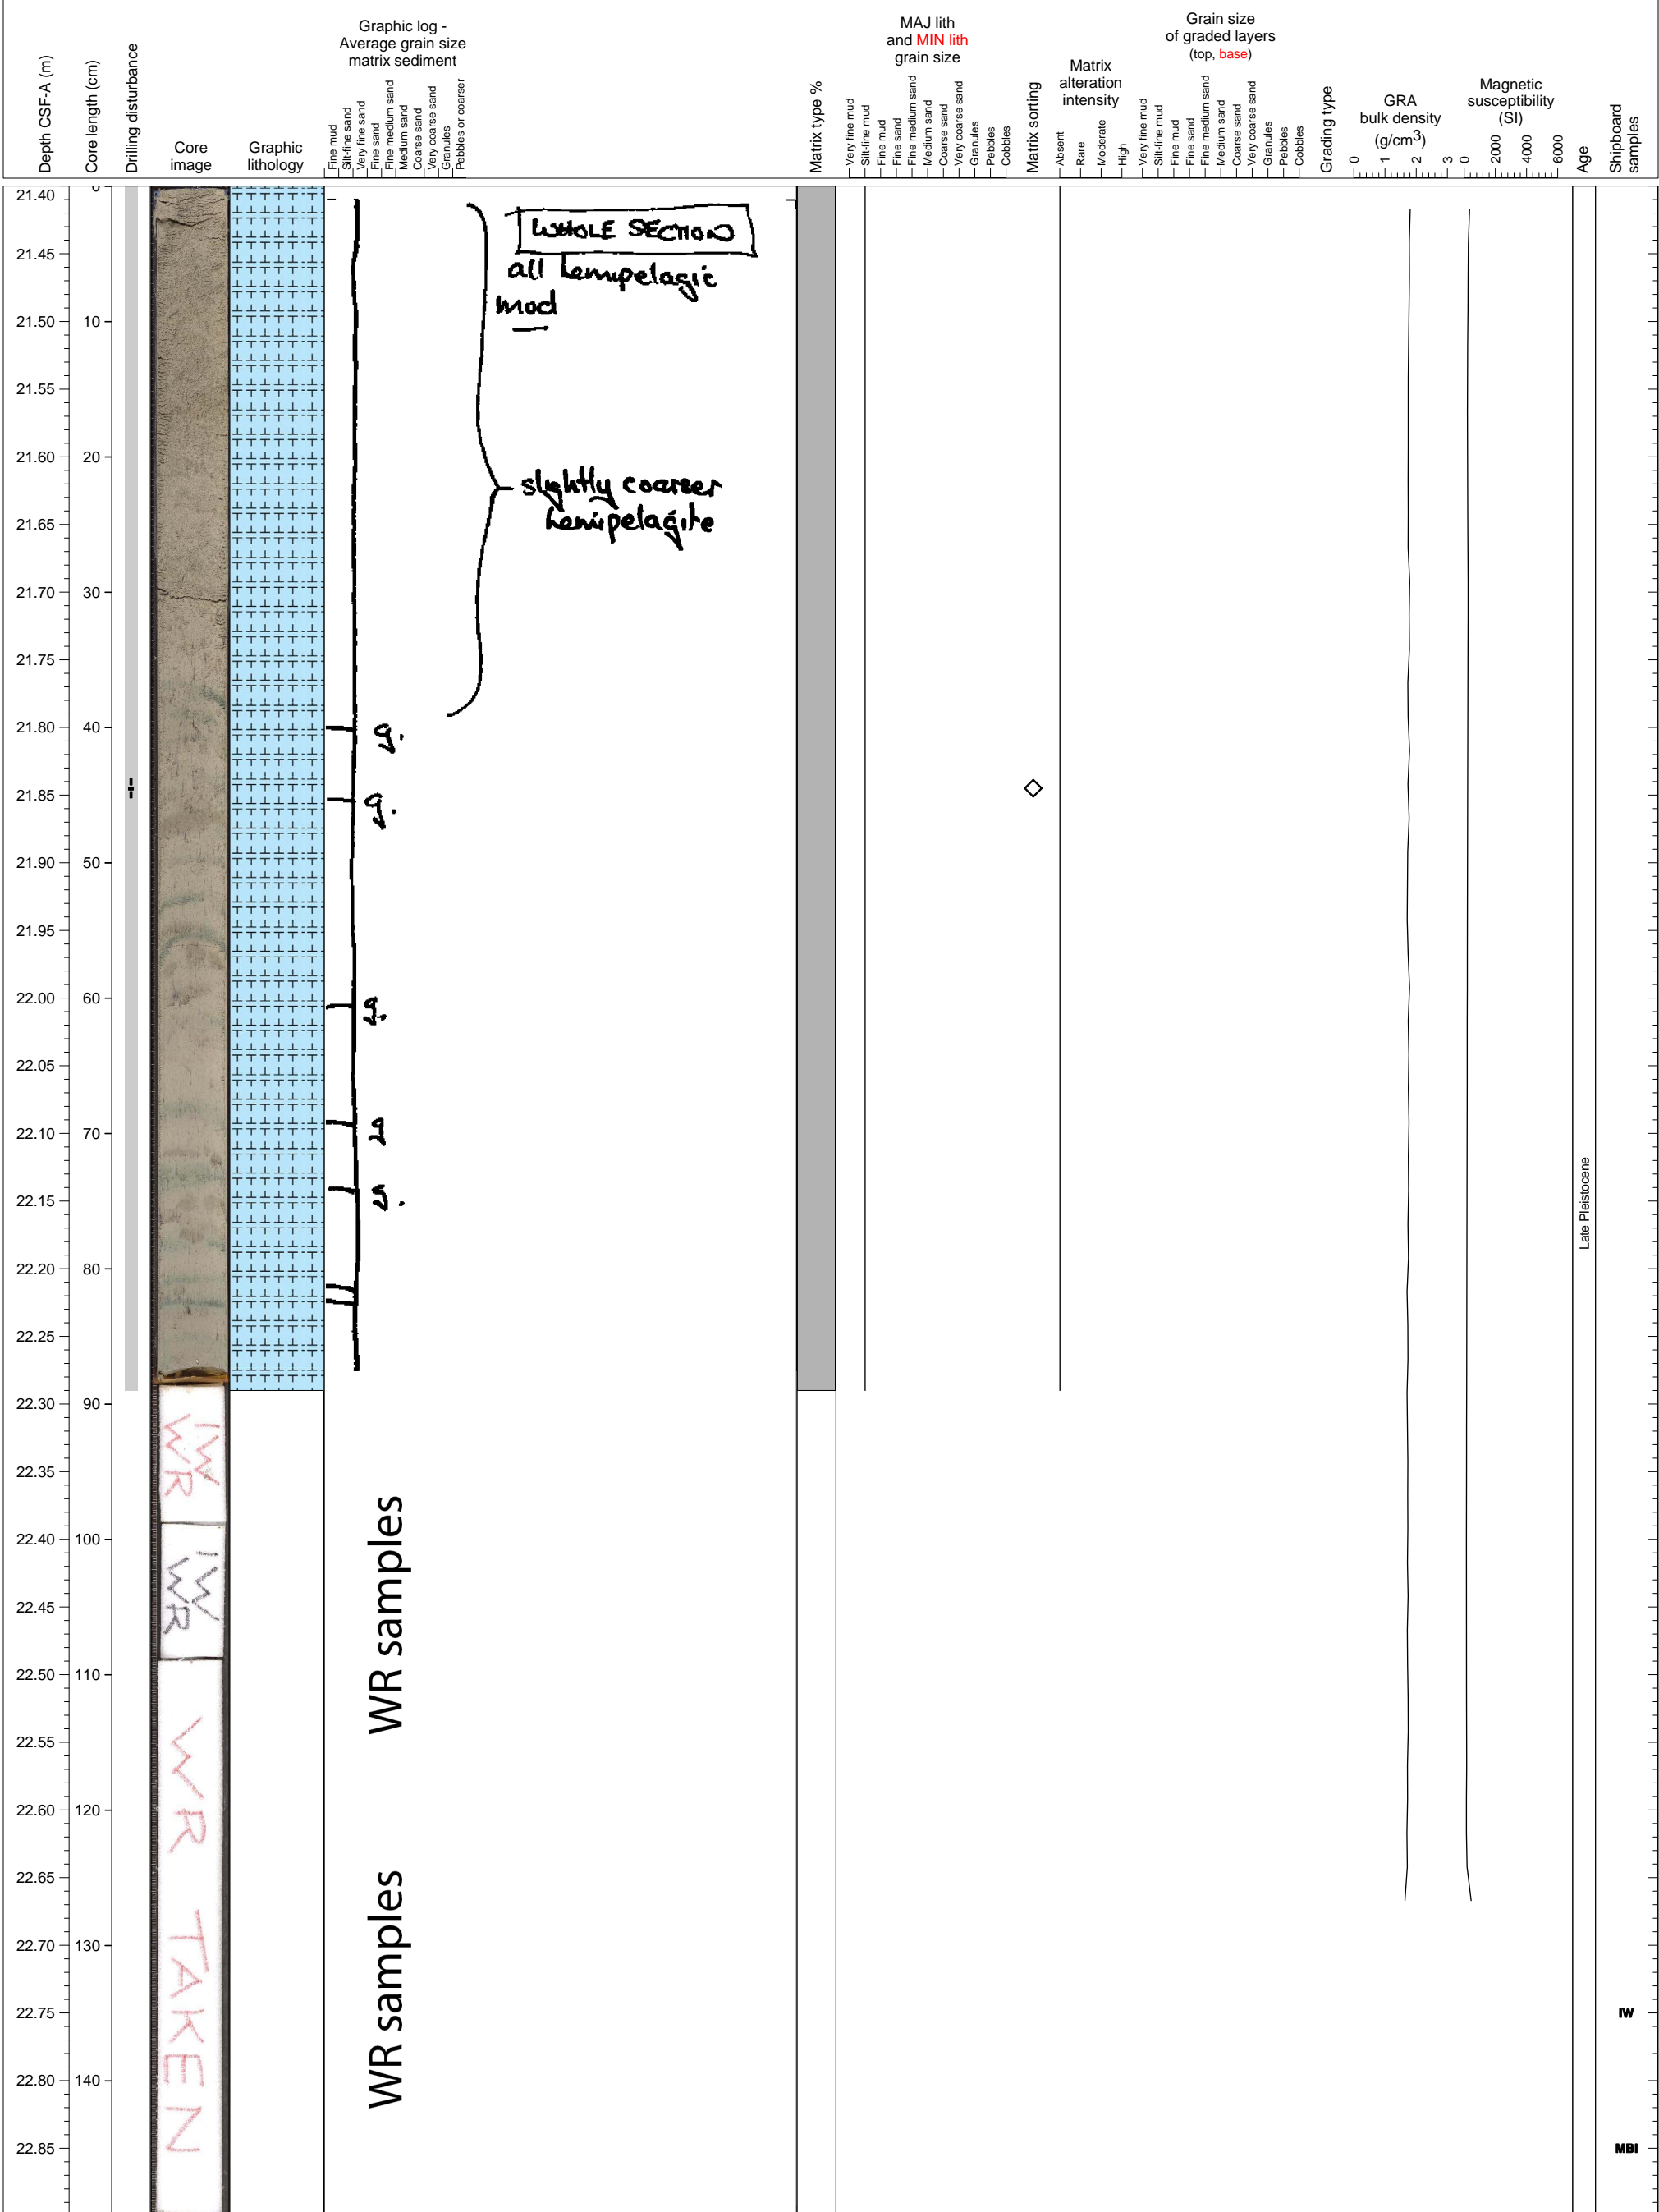 Depth CSF-A (m)
Core length (cm)
Drilling disturbance
Core
image
Graphic
lithology
Graphic log -
Average grain size
matrix sediment
Fine mud
Silt-fine sand
Very fine sand
Fine sand
Fine medium sand
Medium sand
Coarse sand
Very coarse sand
Granules
Pebbles or coarser
Matrix type %
MAJ lith
and MIN lith
grain size
Very fine mud
Silt-fine mud
Fine mud
Fine sand
Fine medium sand
Medium sand
Coarse sand
Very coarse sand
Granules
Pebbles
Cobbles
Matrix sorting
Matrix
alteration
intensity
Absent
Rare
Moderate
High
Grain size
of graded layers
(top, base)
Very fine mud
Silt-fine mud
Fine mud
Fine sand
Fine medium sand
Medium sand
Coarse sand
Very coarse sand
Granules
Pebbles
Cobbles
Grading type
GRA
bulk density
(g/cm3)
0 1 2 3
Magnetic
susceptibility
(SI)
0 2000 4000 6000
Age
Shipboard
samples
21.40 0
21.45
21.50 10
21.55
21.60 20
21.65
21.70 30
21.75
21.80 40
21.85
21.90 50
21.95
22.00 60
22.05
22.10 70
22.15
22.20 80
22.25
22.30 90
22.35
22.40 100
22.45
22.50 110
22.55
22.60 120
22.65
22.70 130
22.75
22.80 140
22.85
WHOLE SECTION
all hemipelagic
mod
slightly coarser
hemipelagite
g.
g.
g.
g
g.
IW
WR
IW
WR
WR TAKEN
WR samples
WR samples
Late Pleistocene
IW
MBI